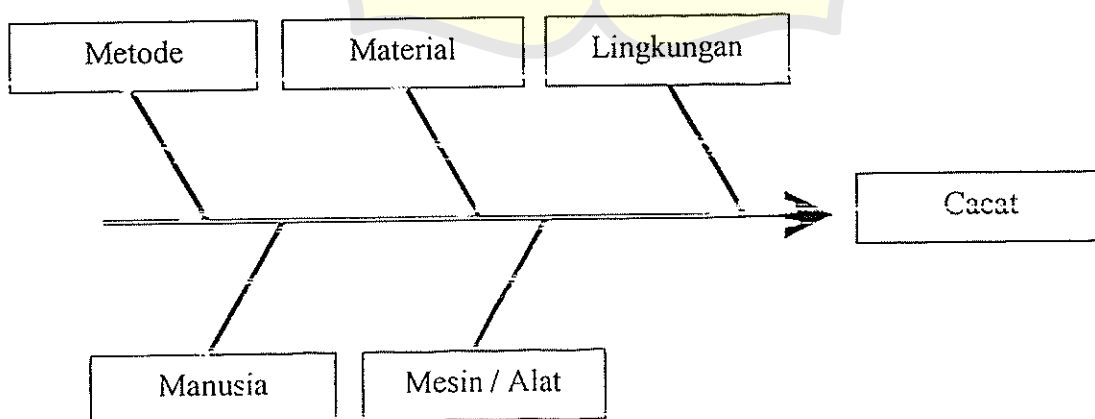 Metode
Material
Lingkungan
Cacat
Manusia
Mesin / Alat